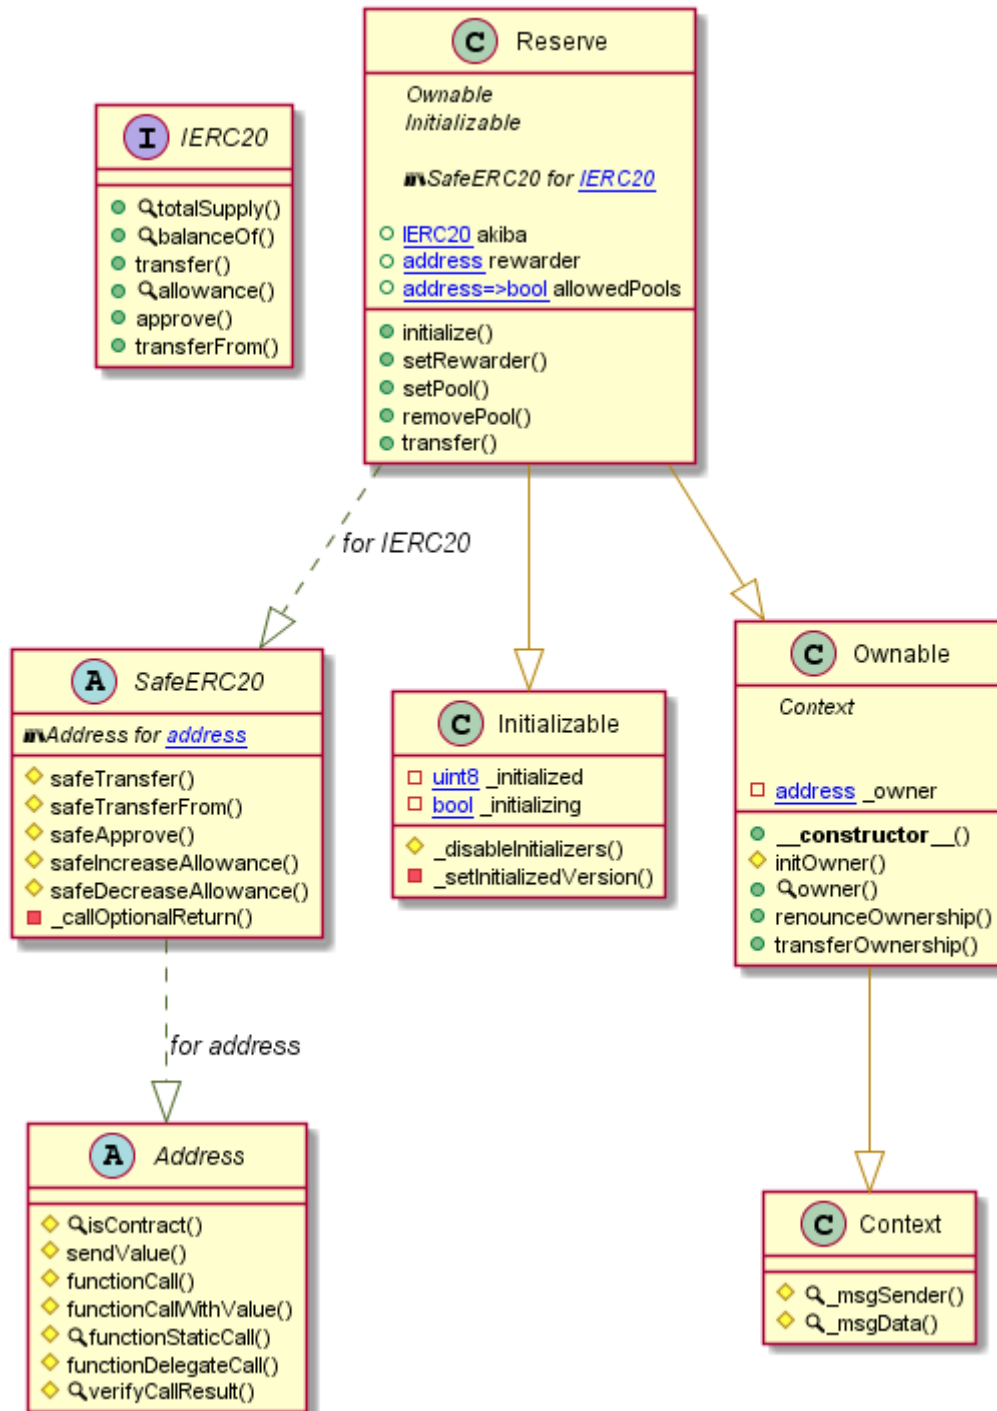 C Reserve
Ownable
Initializable
SafeERC20 for IERC20
IERC20 akiba
address rewarder
address=>bool allowedPools
initialize()
setRewarder()
setPool()
removePool()
transfer()
I IERC20
totalSupply()
balanceOf()
transfer()
allowance()
approve()
transferFrom()
for IERC20
A SafeERC20
Address for address
safeTransfer()
safeTransferFrom()
safeApprove()
safeIncreaseAllowance()
safeDecreaseAllowance()
_callOptionalReturn()
C Initializable
uint8 _initialized
bool _initializing
_disableInitializers()
_setInitializedVersion()
C Ownable
Context
address _owner
__constructor__()
initOwner()
owner()
renounceOwnership()
transferOwnership()
for address
A Address
isContract()
sendValue()
functionCall()
functionCallWithValue()
functionStaticCall()
functionDelegateCall()
verifyCallResult()
C Context
_msgSender()
_msgData()